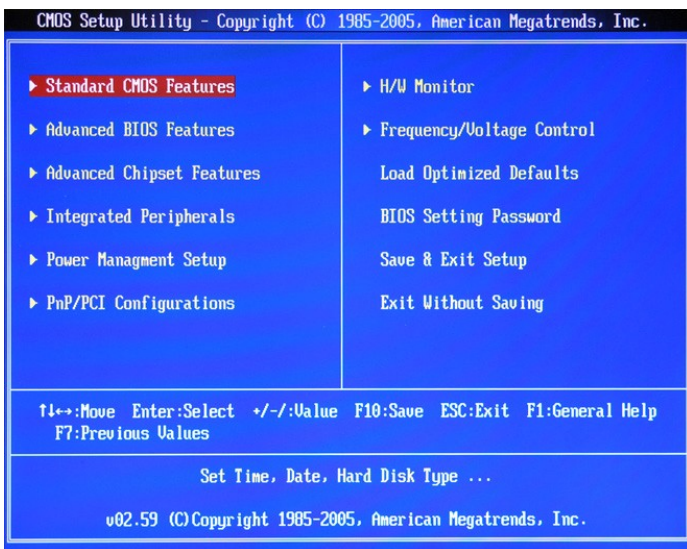 CMOS Setup Utility - Copyright (C) 1985-2005, American Megatrends, Inc.
▶ Standard CMOS Features
▶ Advanced BIOS Features
▶ Advanced Chipset Features
▶ Integrated Peripherals
▶ Power Managment Setup
▶ PnP/PCI Configurations
▶ H/W Monitor
▶ Frequency/Voltage Control
Load Optimized Defaults
BIOS Setting Password
Save & Exit Setup
Exit Without Saving
↑↓←→:Move Enter:Select +/-/:Value F10:Save ESC:Exit F1:General Help
F7:Previous Values
Set Time, Date, Hard Disk Type ...
v02.59 (C)Copyright 1985-2005, American Megatrends, Inc.